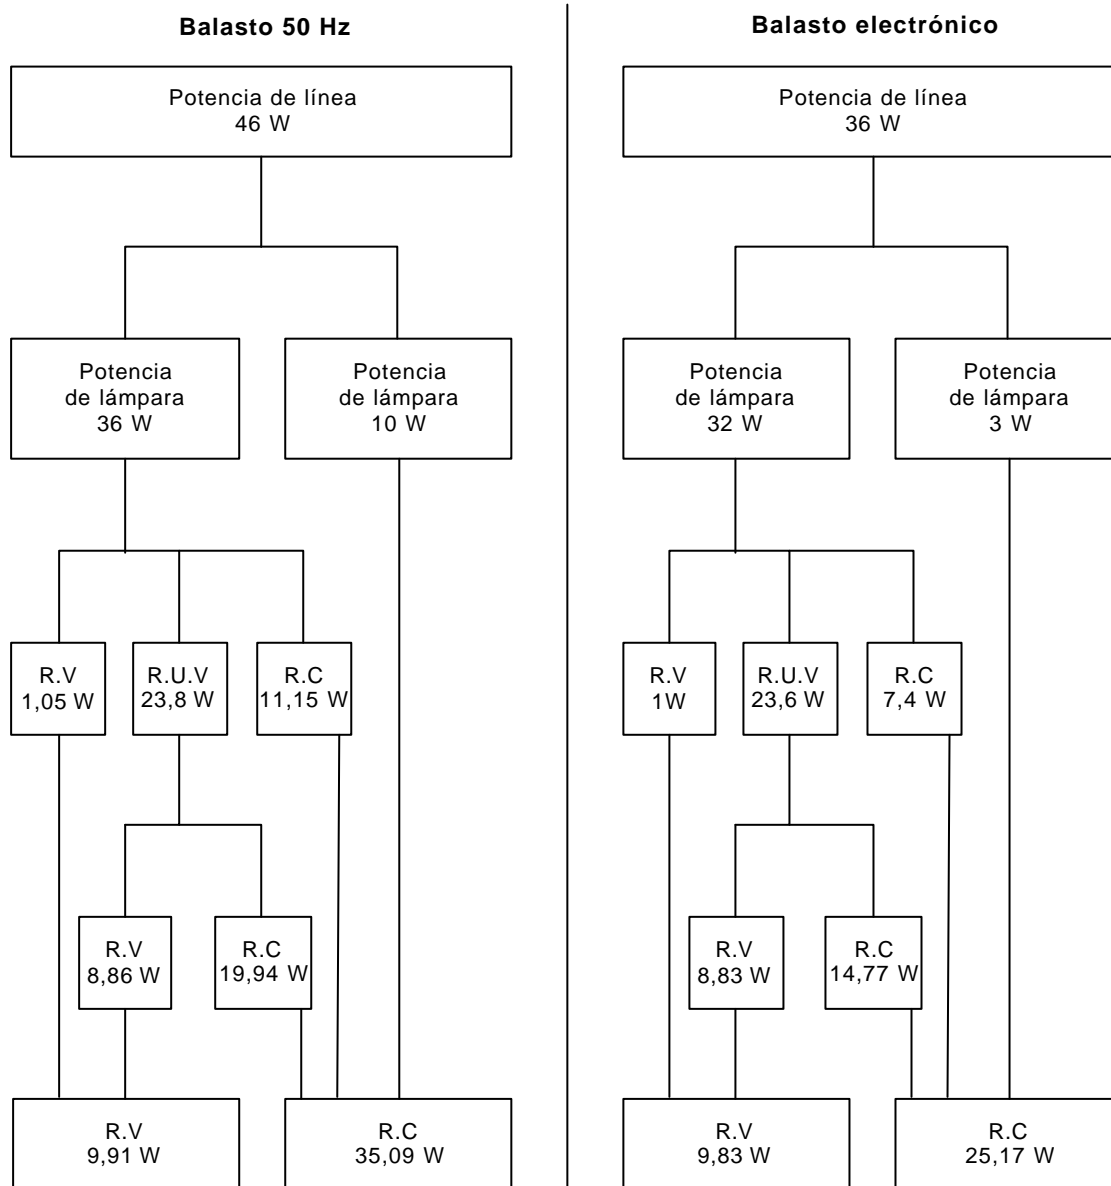 Balasto 50 Hz
Potencia de línea
46 W
Potencia
de lámpara
36 W
Potencia
de lámpara
10 W
R.V
1,05 W
R.U.V
23,8 W
R.C
11,15 W
R.V
8,86 W
R.C
19,94 W
R.V
9,91 W
R.C
35,09 W
Balasto electrónico
Potencia de línea
36 W
Potencia
de lámpara
32 W
Potencia
de lámpara
3 W
R.V
1W
R.U.V
23,6 W
R.C
7,4 W
R.V
8,83 W
R.C
14,77 W
R.V
9,83 W
R.C
25,17 W